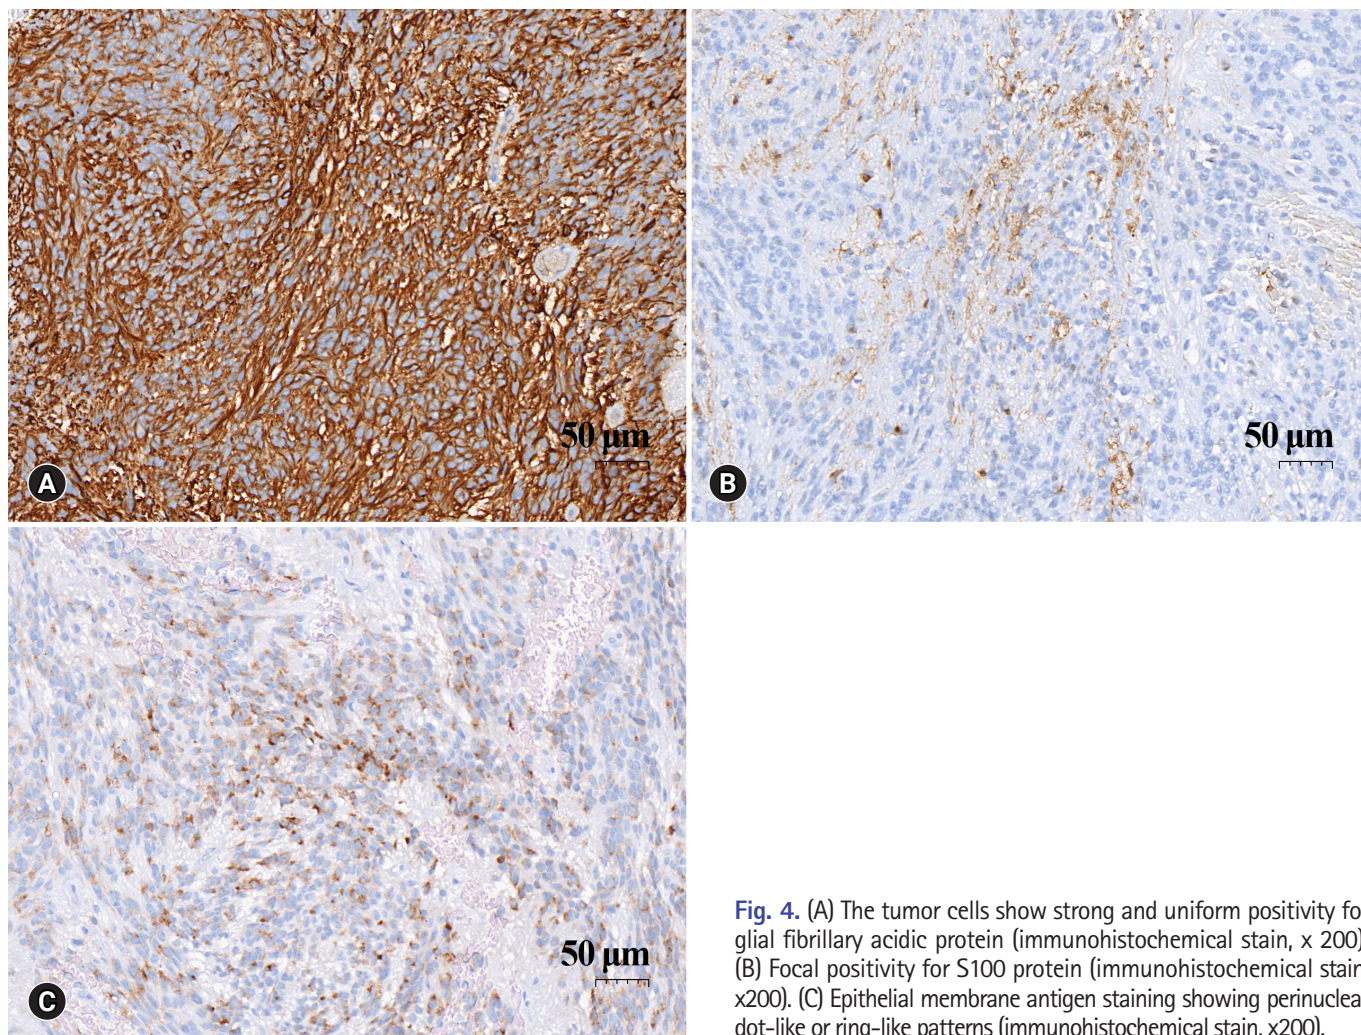 50 µm
A
50 µm
B
50 µm
C
Fig. 4. (A) The tumor cells show strong and uniform positivity fo
glial fibrillary acidic protein (immunohistochemical stain, x 200)
(B) Focal positivity for S100 protein (immunohistochemical stain
x200). (C) Epithelial membrane antigen staining showing perinuclea
dot-like or ring-like patterns (immunohistochemical stain, x200).